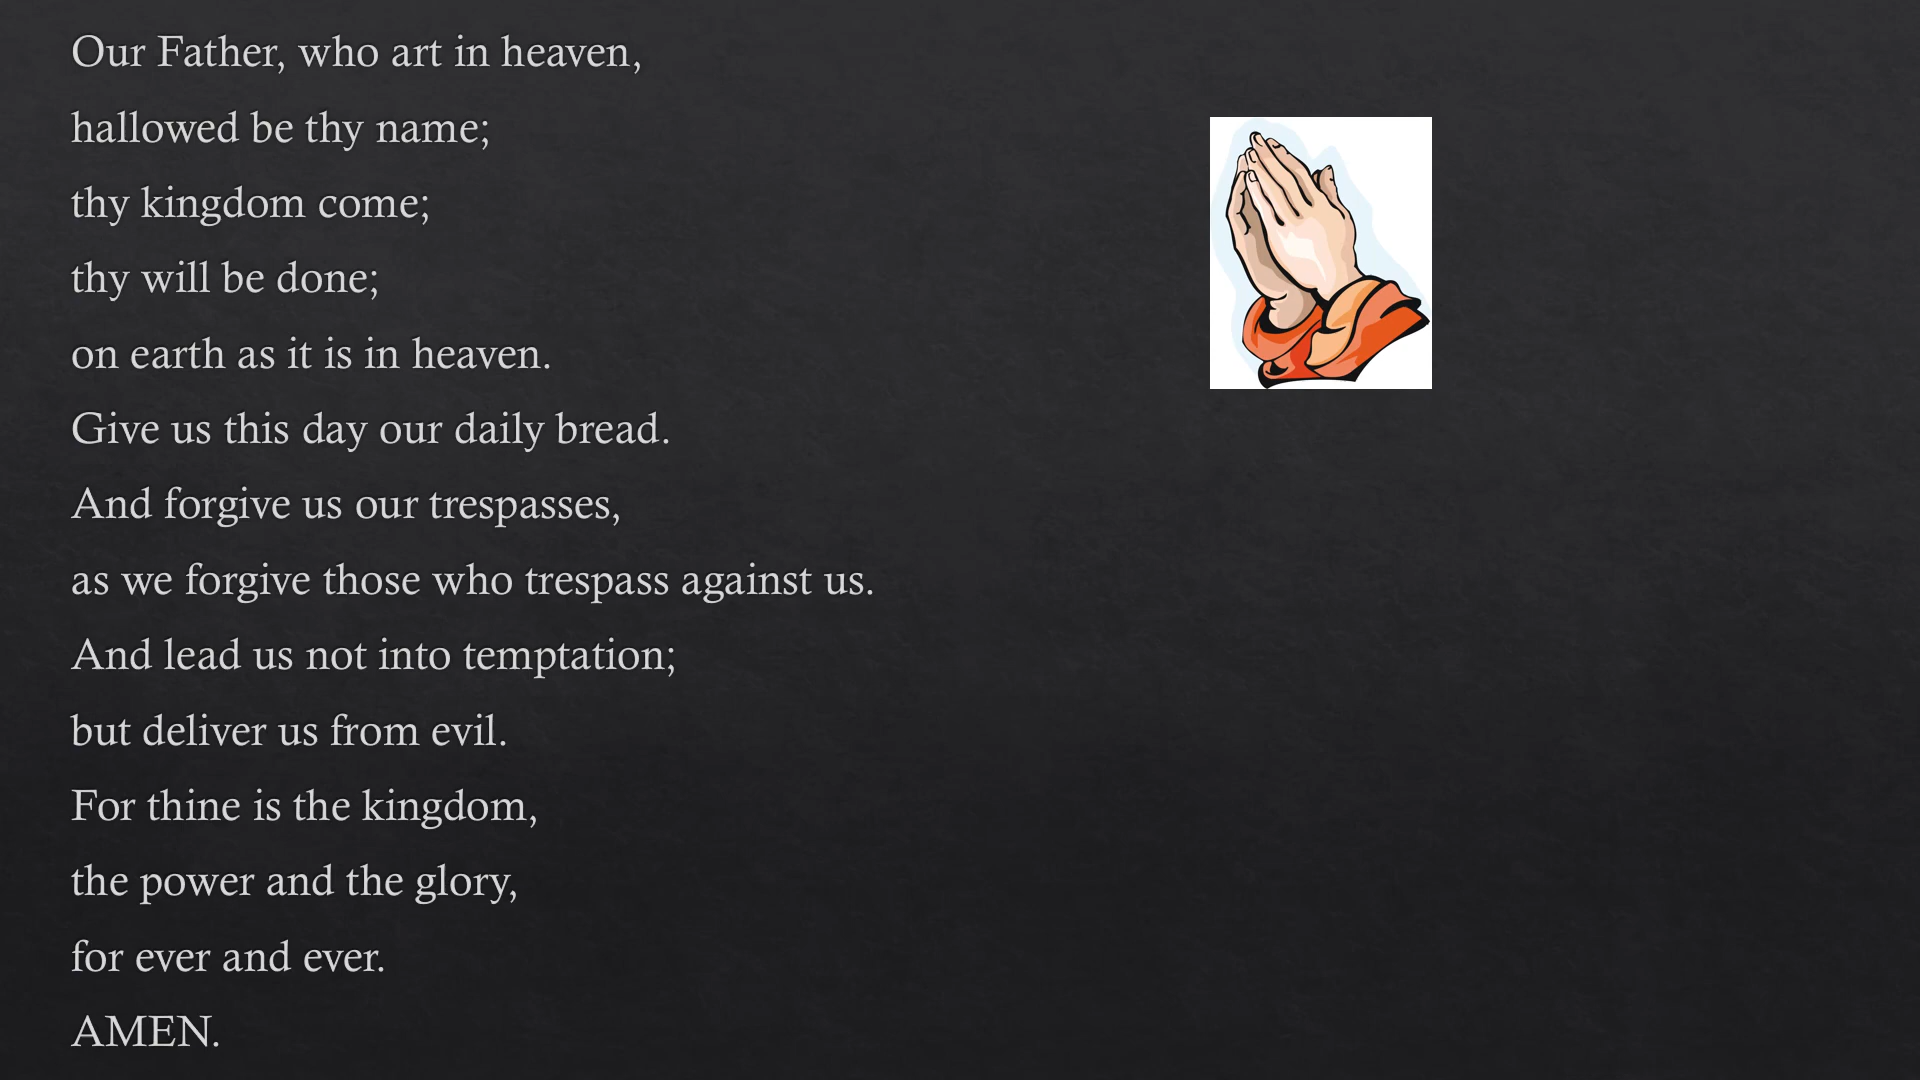 Our Father, who art in heaven,
hallowed be thy name;
thy kingdom come;
thy will be done;
on earth as it is in heaven.
Give us this day our daily bread.
And forgive us our trespasses,
as we forgive those who trespass against us.
And lead us not into temptation;
but deliver us from evil.
For thine is the kingdom,
the power and the glory,
for ever and ever.
AMEN.